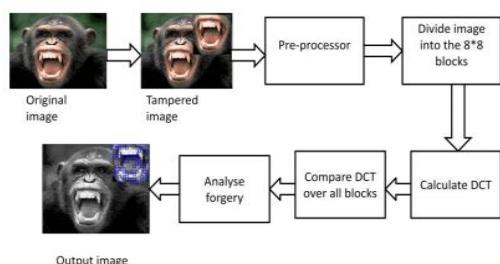 Original
image
Tampered
image
Pre-processor
Divide image
into the 8*8
blocks
Calculate DCT
Compare DCT
over all blocks
Analyse
forgery
Output image